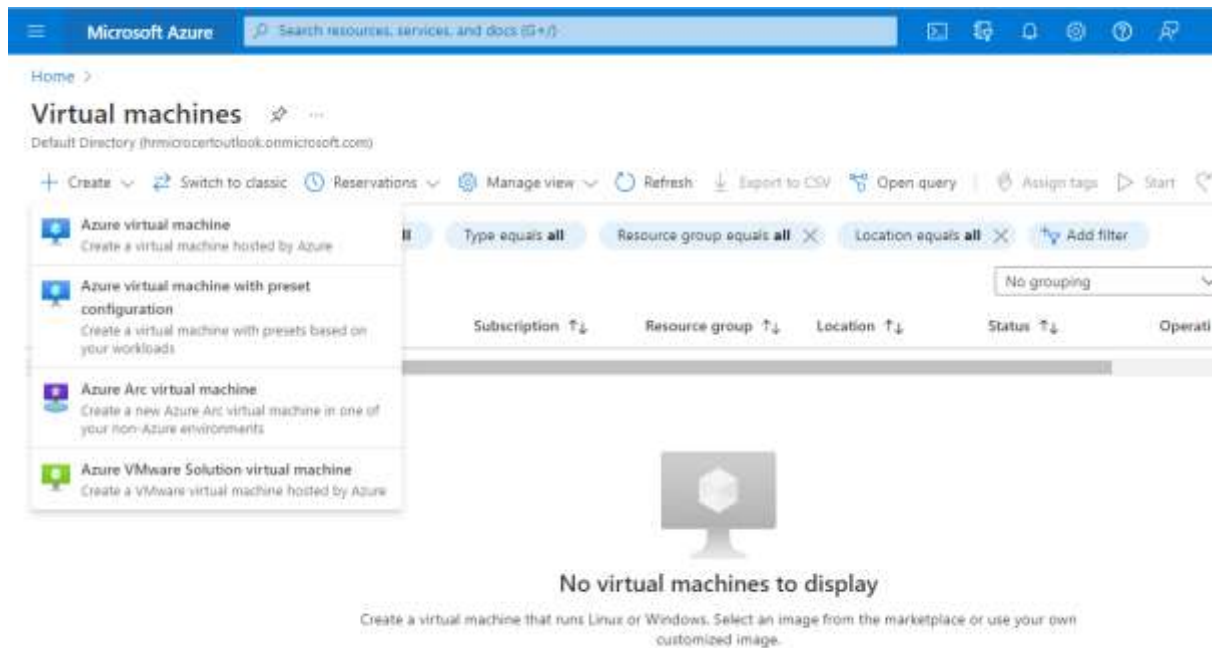 Microsoft Azure
Search resources, services, and docs (G+/)
Home >
Virtual machines
Default Directory (hrmicrocertoutlook.onmicrosoft.com)
+ Create Switch to classic Reservations Manage view Refresh Export to CSV Open query Assign tags Start
Azure virtual machine
Create a virtual machine hosted by Azure
Type equals all Resource group equals all Location equals all Add filter
Azure virtual machine with preset
configuration
Create a virtual machine with presets based on
your workloads
No grouping
Subscription Resource group Location Status Operati
Azure Arc virtual machine
Create a new Azure Arc virtual machine in one of
your non-Azure environments
Azure VMware Solution virtual machine
Create a VMware virtual machine hosted by Azure
No virtual machines to display
Create a virtual machine that runs Linux or Windows. Select an image from the marketplace or use your own
customized image.